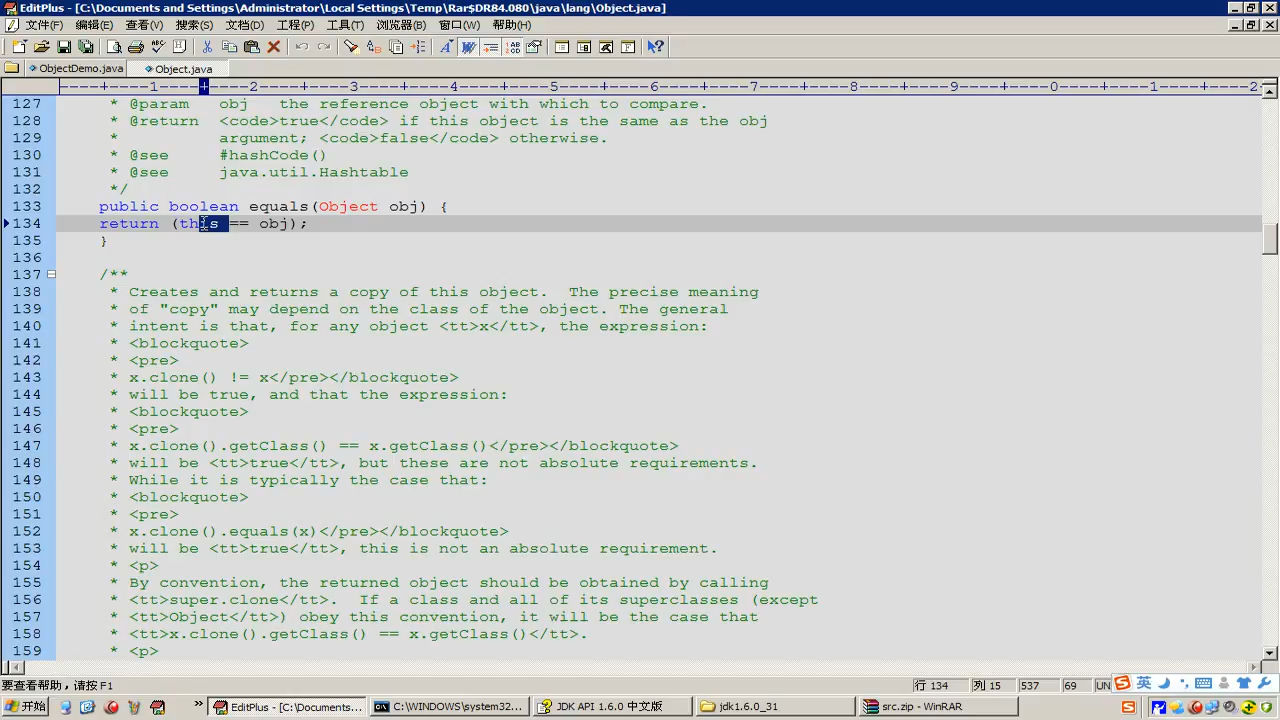 EditPlus - [C:\Documents and Settings\Administrator\Local Settings\Temp\Rar$DR84.080\java\lang\Object.java]
文件(F) 编辑(E) 查看(V) 搜索(S) 文档(D) 工程(P) 工具(T) 浏览器(B) 窗口(W) 帮助(H)
ObjectDemo.java Object.java
----+----1----+----2----+----3----+----4----+----5----+----6----+----7----+----8----+----9----+----0----+----1----+----2
127 * @param obj the reference object with which to compare.
128 * @return <code>true</code> if this object is the same as the obj
129 * argument; <code>false</code> otherwise.
130 * @see #hashCode()
131 * @see java.util.Hashtable
132 */
133 public boolean equals(Object obj) {
134 return (this == obj);
135 }
136
137 /**
138 * Creates and returns a copy of this object. The precise meaning
139 * of "copy" may depend on the class of the object. The general
140 * intent is that, for any object <tt>x</tt>, the expression:
141 * <blockquote>
142 * <pre>
143 * x.clone() != x</pre></blockquote>
144 * will be true, and that the expression:
145 * <blockquote>
146 * <pre>
147 * x.clone().getClass() == x.getClass()</pre></blockquote>
148 * will be <tt>true</tt>, but these are not absolute requirements.
149 * While it is typically the case that:
150 * <blockquote>
151 * <pre>
152 * x.clone().equals(x)</pre></blockquote>
153 * will be <tt>true</tt>, this is not an absolute requirement.
154 * <p>
155 * By convention, the returned object should be obtained by calling
156 * <tt>super.clone</tt>. If a class and all of its superclasses (except
157 * <tt>Object</tt>) obey this convention, it will be the case that
158 * <tt>x.clone().getClass() == x.getClass()</tt>.
159 * <p>
要查看帮助，请按 F1 行 134 列 15 537 69 UN 英
开始 EditPlus - [C:\Documents... C:\WINDOWS\system32... JDK API 1.6.0 中文版 jdk1.6.0_31 src.zip - WinRAR